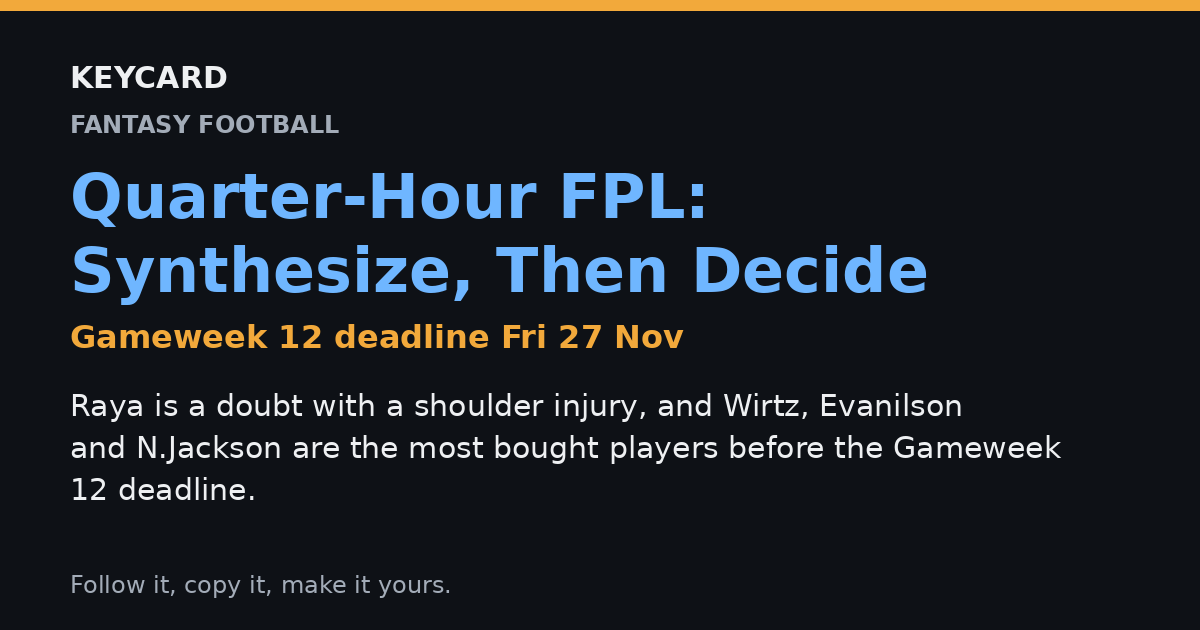 KEYCARD
FANTASY FOOTBALL
Quarter-Hour FPL:
Synthesize, Then Decide
Gameweek 12 deadline Fri 27 Nov
Raya is a doubt with a shoulder injury, and Wirtz, Evanilson
and N.Jackson are the most bought players before the Gameweek
12 deadline.
Follow it, copy it, make it yours.